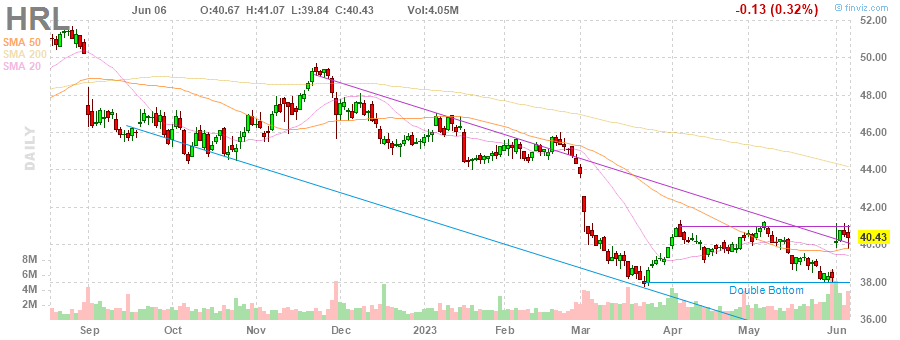 HRL
Jun 06 O:40.67 H:41.07 L:39.84 C:40.43 Vol:4.05M
-0.13 (0.32%)
@ finviz.com
SMA 50
SMA 200
SMA 20
DAILY
52.00
50.00
48.00
46.00
44.00
42.00
40.43
40.00
38.00
36.00
8M
6M
4M
2M
Double Bottom
Sep Oct Nov Dec 2023 Feb Mar Apr May Jun